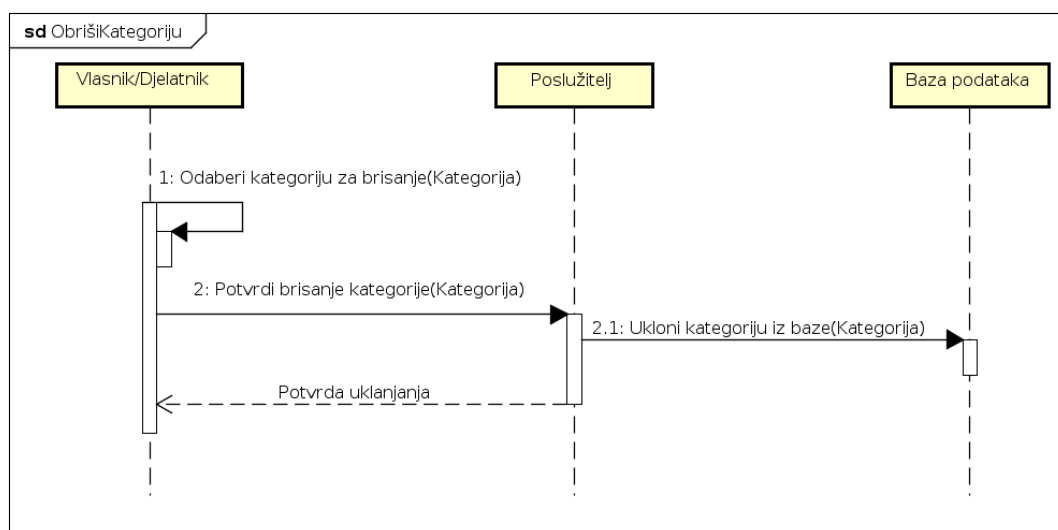 sd ObrišiKategoriju
Vlasnik/Djelatnik
Poslužitelj
Baza podataka
1: Odaberi kategoriju za brisanje(Kategorija)
2: Potvrdi brisanje kategorije(Kategorija)
2.1: Ukloni kategoriju iz baze(Kategorija)
Potvrda uklanjanja